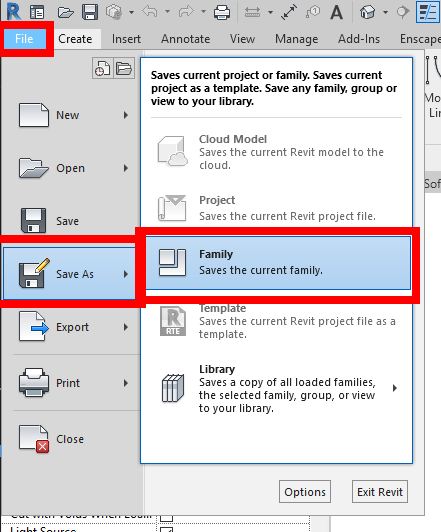 File Create Insert Annotate View Manage Add-Ins Enscape
Saves current project or family. Saves current
project as a template. Save any family, group or
view to your library.
New
Open
Save
Save As
Export
Print
Close
Cloud Model
Saves the current Revit model to the
cloud.
Project
Saves the current Revit project file.
Family
Saves the current family.
Template
Saves the current Revit project file as a
template.
RTE
Library
Saves a copy of all loaded families,
the selected family, group, or view
to your library.
Options Exit Revit
Light Source